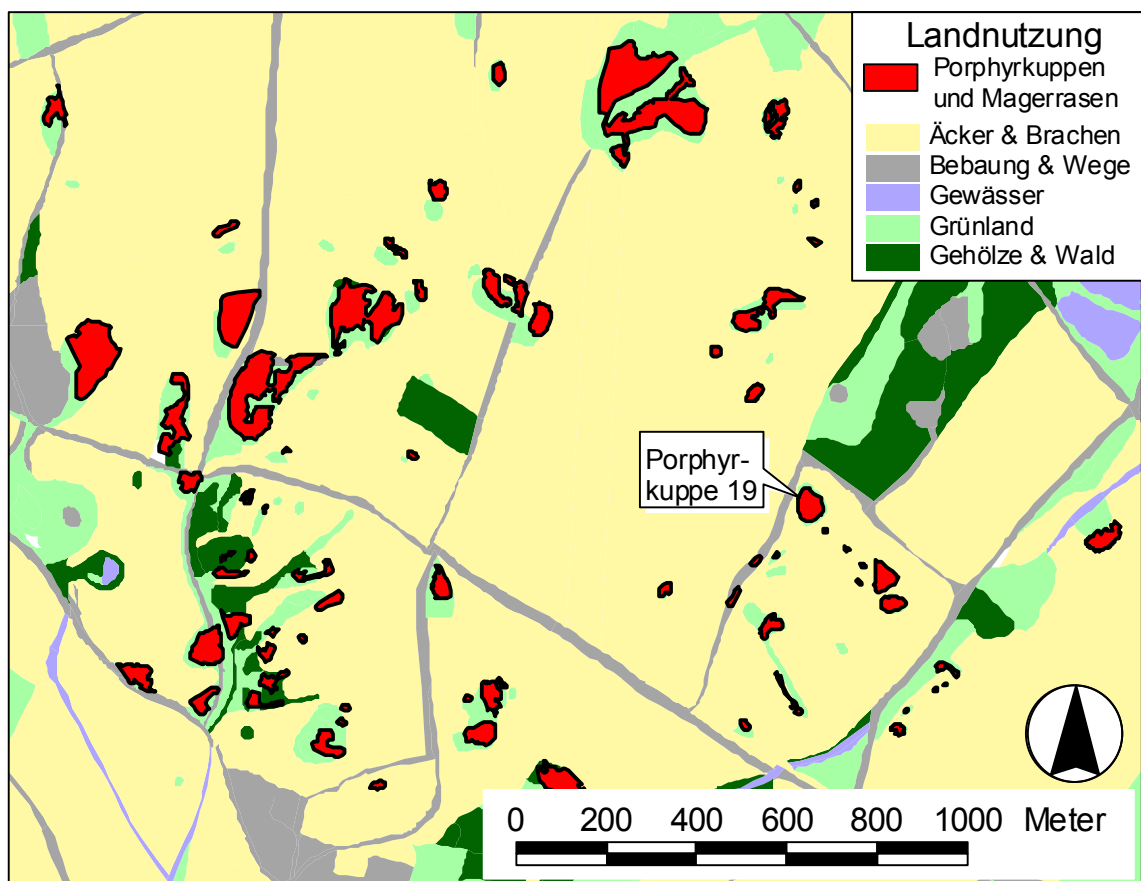 Landnutzung
Porphyrkuppen
und Magerrasen
Äcker & Brachen
Bebaung & Wege
Gewässer
Grünland
Gehölze & Wald
Porphyr-
kuppe 19
0 200 400 600 800 1000 Meter